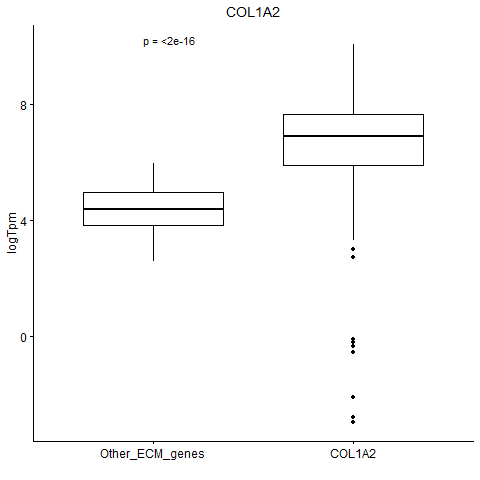 COL1A2
p = <2e-16
8
4
0
logTpm
Other_ECM_genes
COL1A2